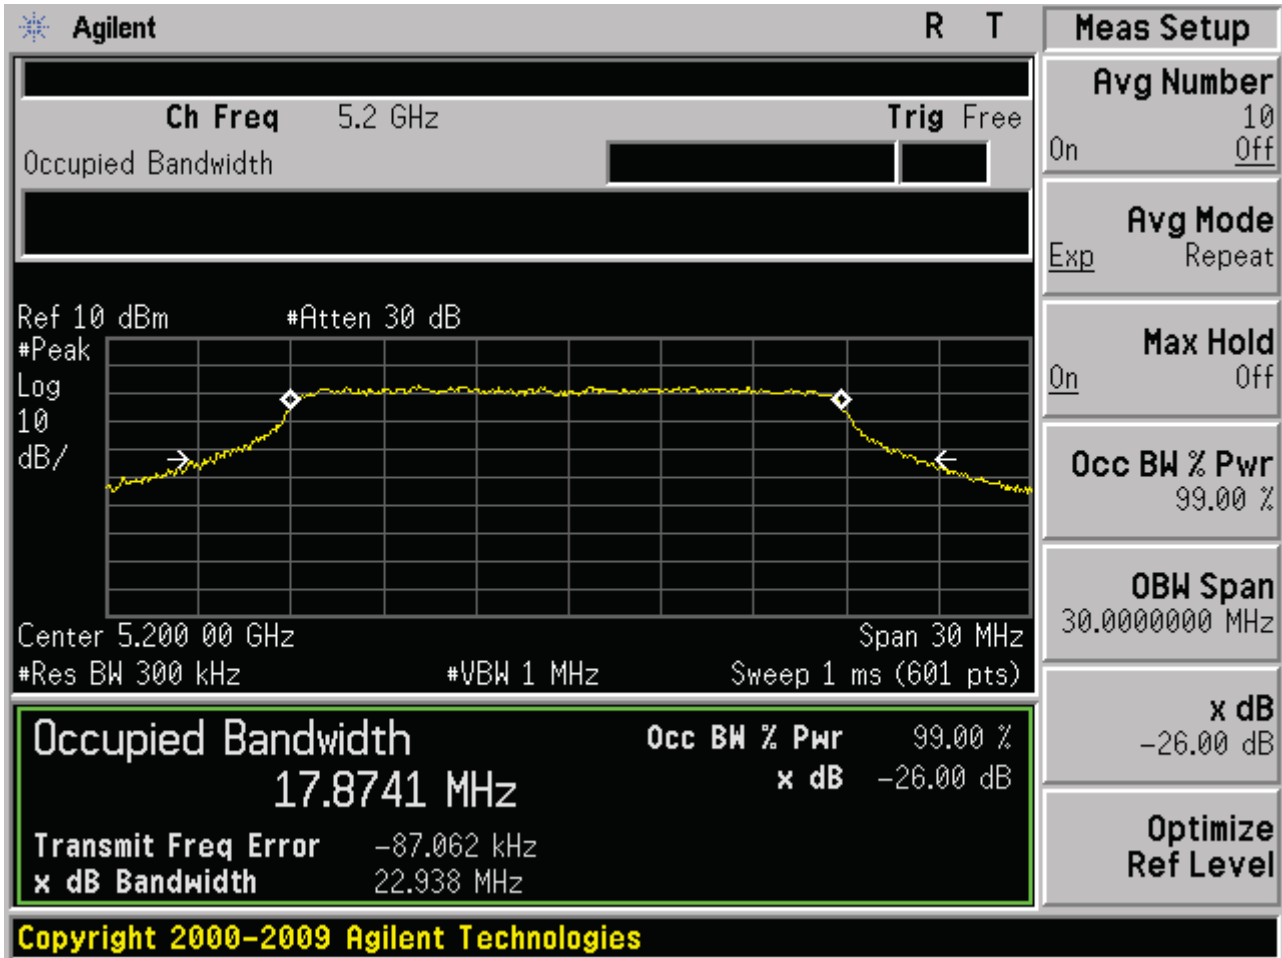 Agilent R T
Ch Freq 5.2 GHz Trig Free
Occupied Bandwidth
Ref 10 dBm #Atten 30 dB
#Peak
Log
10
dB/
Center 5.200 00 GHz Span 30 MHz
#Res BW 300 kHz #VBW 1 MHz Sweep 1 ms (601 pts)
Occupied Bandwidth Occ BW % Pwr 99.00 %
17.8741 MHz x dB -26.00 dB
Transmit Freq Error -87.062 kHz
x dB Bandwidth 22.938 MHz
Copyright 2000-2009 Agilent Technologies
Meas Setup
Avg Number
10
On Off
Avg Mode
Exp Repeat
Max Hold
On Off
Occ BW % Pwr
99.00 %
OBW Span
30.0000000 MHz
x dB
-26.00 dB
Optimize
Ref Level